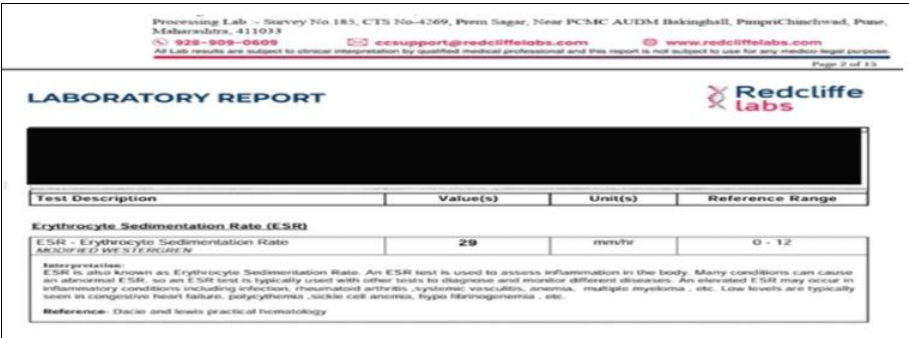 Processing Lab :- Survey No.185, CTS No-4269, Prem Sagar, Near PCMC AUDM Bskinghall, PimpriChinchwad, Pune,
Maharashtra, 411033
928-909-0609 ccsupport@redcliffelabs.com www.redcliffelabs.com
All Lab results are subject to clinical interpretation by qualified medical professional and this report is not subject to use for any medico-legal purpose.
Page 2 of 15
LABORATORY REPORT
Redcliffe
labs
Test Description Value(s) Unit(s) Reference Range
Erythrocyte Sedimentation Rate (ESR)
ESR - Erythrocyte Sedimentation Rate 29 mm/hr 0 - 12
MODIFIED WESTERGREN
Interpretation:
ESR is also known as Erythrocyte Sedimentation Rate. An ESR test is used to assess inflammation in the body. Many conditions can cause
an abnormal ESR, so an ESR test is typically used with other tests to diagnose and monitor different diseases. An elevated ESR may occur in
inflammatory conditions including infection, rheumatoid arthritis ,systemic vasculitis, anemia, multiple myeloma , etc. Low levels are typically
seen in congestive heart failure, polycythemia ,sickle cell anemia, hypo fibrinogenemia , etc.
Reference- Dacie and lewis practical hematology